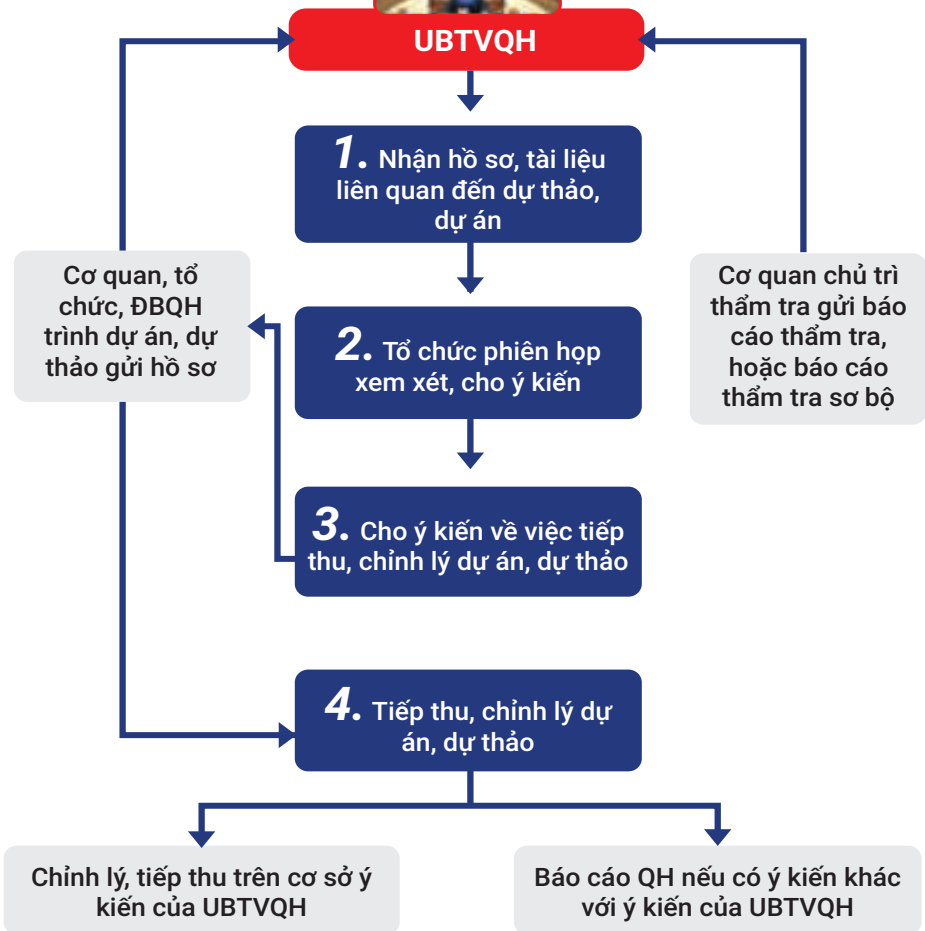 UBTVQH
1. Nhận hồ sơ, tài liệu
liên quan đến dự thảo,
dự án
Cơ quan, tổ
chức, ĐBQH
trình dự án, dự
thảo gửi hồ sơ
Cơ quan chủ trì
thẩm tra gửi báo
cáo thẩm tra,
hoặc báo cáo
thẩm tra sơ bộ
2. Tổ chức phiên họp
xem xét, cho ý kiến
3. Cho ý kiến về việc tiếp
thu, chỉnh lý dự án, dự thảo
4. Tiếp thu, chỉnh lý dự
án, dự thảo
Chỉnh lý, tiếp thu trên cơ sở ý
kiến của UBTVQH
Báo cáo QH nếu có ý kiến khác
với ý kiến của UBTVQH